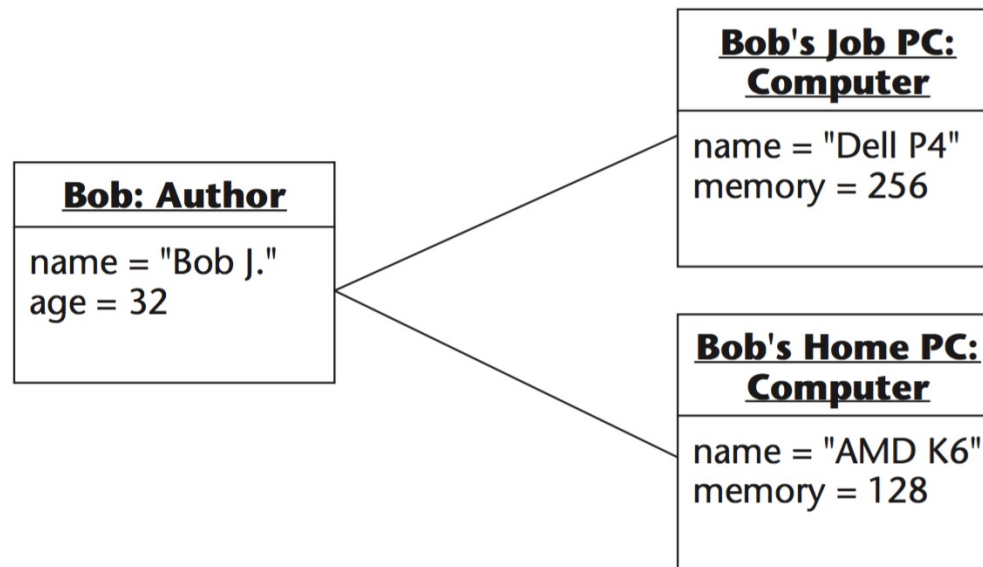 Bob: Author
name = "Bob J."
age = 32
Bob's Job PC:
Computer
name = "Dell P4"
memory = 256
Bob's Home PC:
Computer
name = "AMD K6"
memory = 128